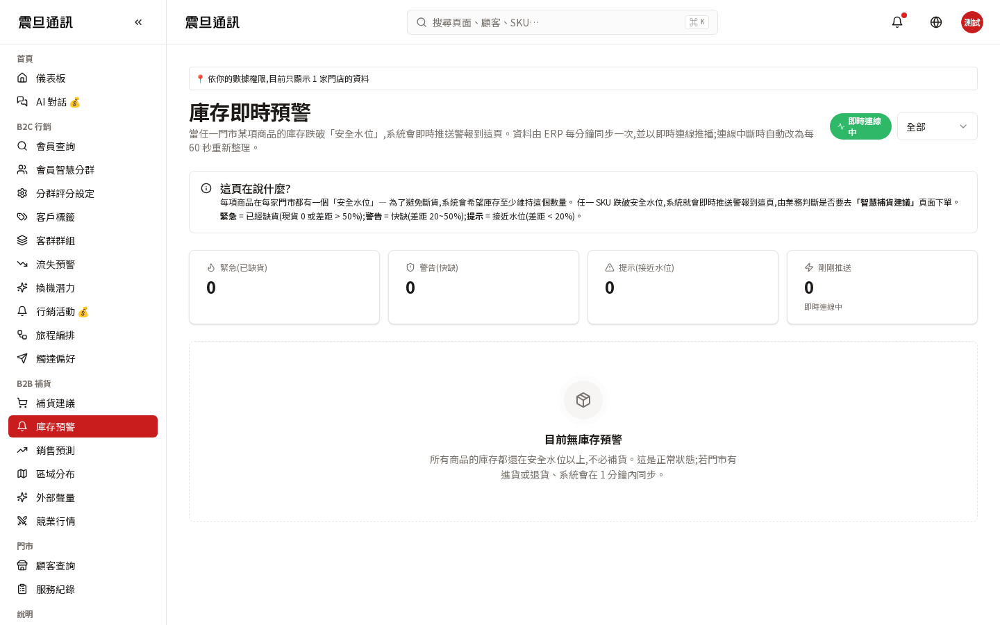 震旦通訊
震旦通訊
搜尋頁面、顧客、SKU…
⌘ K
測試
首頁
儀表板
AI 對話 💰
B2C 行銷
會員查詢
會員智慧分群
分群評分設定
客戶標籤
客群群組
流失預警
換機潛力
行銷活動 💰
旅程編排
觸達偏好
B2B 補貨
補貨建議
庫存預警
銷售預測
區域分布
外部聲量
競業行情
門市
顧客查詢
服務紀錄
說明
📍 依你的數據權限,目前只顯示 1 家門店的資料
庫存即時預警
當任一門市某項商品的庫存跌破「安全水位」,系統會即時推送警報到這頁。資料由 ERP 每分鐘同步一次,並以即時連線推播;連線中斷時自動改為每
60 秒重新整理。
即時連線
中
全部
這頁在說什麼?
每項商品在每家門市都有一個「安全水位」— 為了避免斷貨,系統會希望庫存至少維持這個數量。 任一 SKU 跌破安全水位,系統就會即時推送警報到這頁,由業務判斷是否要去「智慧補貨建議」頁面下單。
緊急 = 已經缺貨(現貨 0 或差距 > 50%);警告 = 快缺(差距 20~50%);提示 = 接近水位(差距 < 20%)。
緊急(已缺貨)
0
警告(快缺)
0
提示(接近水位)
0
剛剛推送
0
即時連線中
目前無庫存預警
所有商品的庫存都還在安全水位以上,不必補貨。這是正常狀態;若門市有
進貨或退貨、系統會在 1 分鐘內同步。